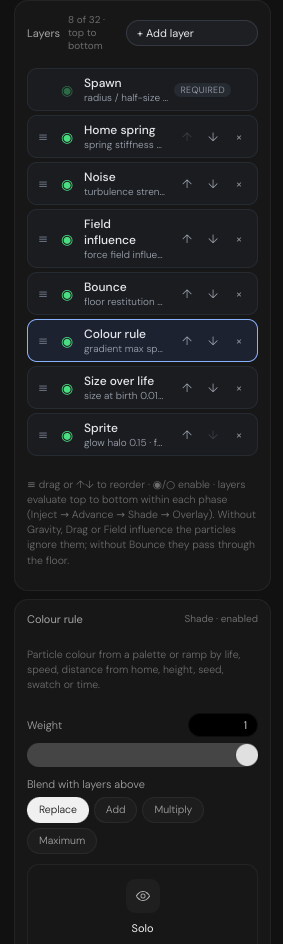 Layers
8 of 32 ·
top to
bottom
+ Add layer
Spawn
radius / half-size ...
REQUIRED
Home spring
spring stiffness ...
Noise
turbulence stren...
Field
influence
force field influe...
Bounce
floor restitution ...
Colour rule
gradient max sp...
Size over life
size at birth 0.01...
Sprite
glow halo 0.15 · f...
≡ drag or ↑↓ to reorder · ◉/○ enable · layers
evaluate top to bottom within each phase
(Inject → Advance → Shade → Overlay). Without
Gravity, Drag or Field influence the particles
ignore them; without Bounce they pass through
the floor.
Colour rule
Shade · enabled
Particle colour from a palette or ramp by life,
speed, distance from home, height, seed,
swatch or time.
Weight
1
Blend with layers above
Replace
Add
Multiply
Maximum
Solo